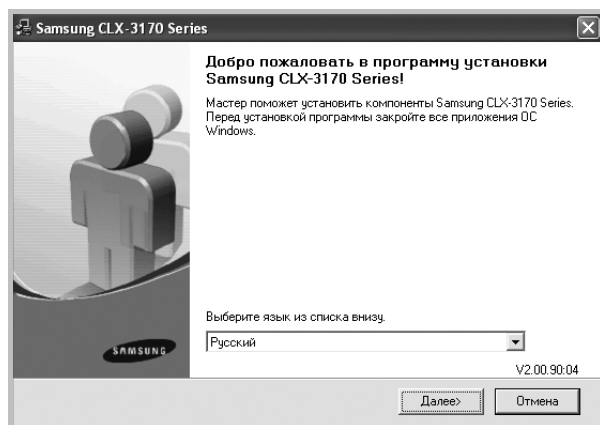 Samsung CLX-3170 Series
Добро пожаловать в программу установки
Samsung CLX-3170 Series!
Мастер поможет установить компоненты Samsung CLX-3170 Series.
Перед установкой программы закройте все приложения ОС
Windows.
Выберите язык из списка внизу.
Русский
SAMSUNG
V2.00.90:04
Далее>
Отмена